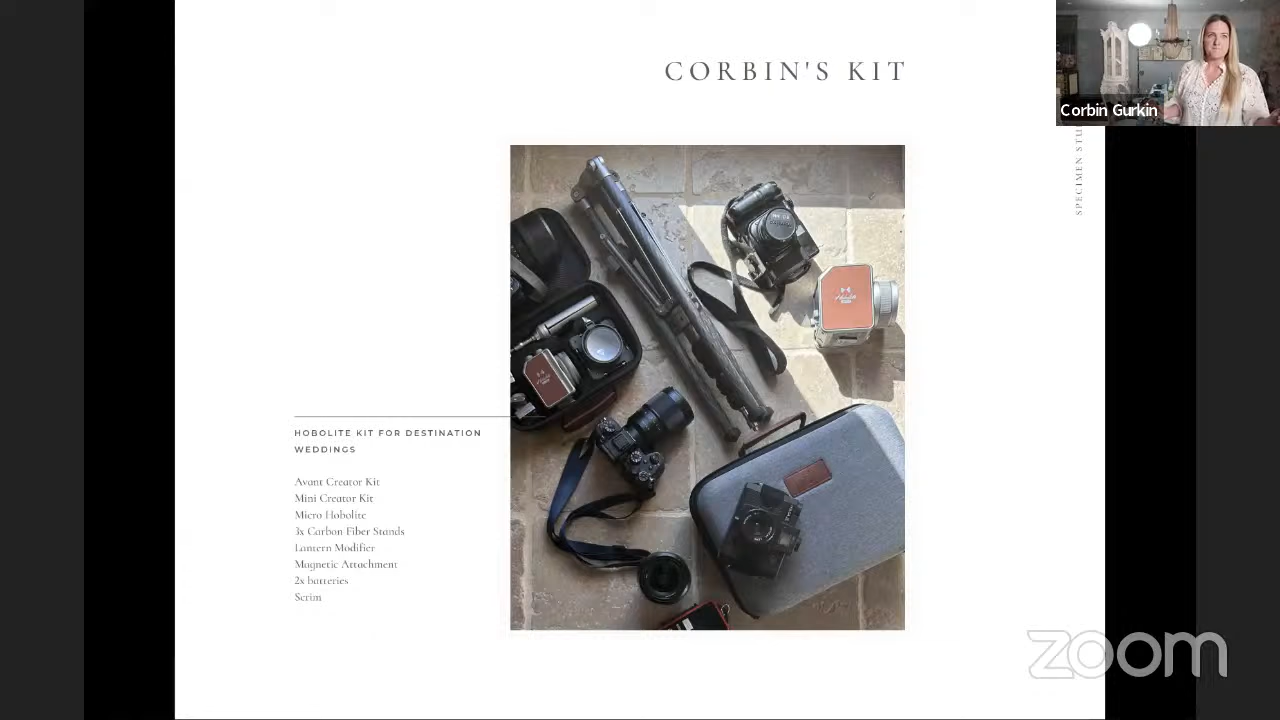 CORBIN'S KIT
Corbin Gurkin
SPECIMEN STU
HOBOLITE KIT FOR DESTINATION
WEDDINGS
Avant Creator Kit
Mini Creator Kit
Micro Hobolite
3x Carbon Fiber Stands
Lantern Modifier
Magnetic Attachment
2x batteries
Scrim
zoom